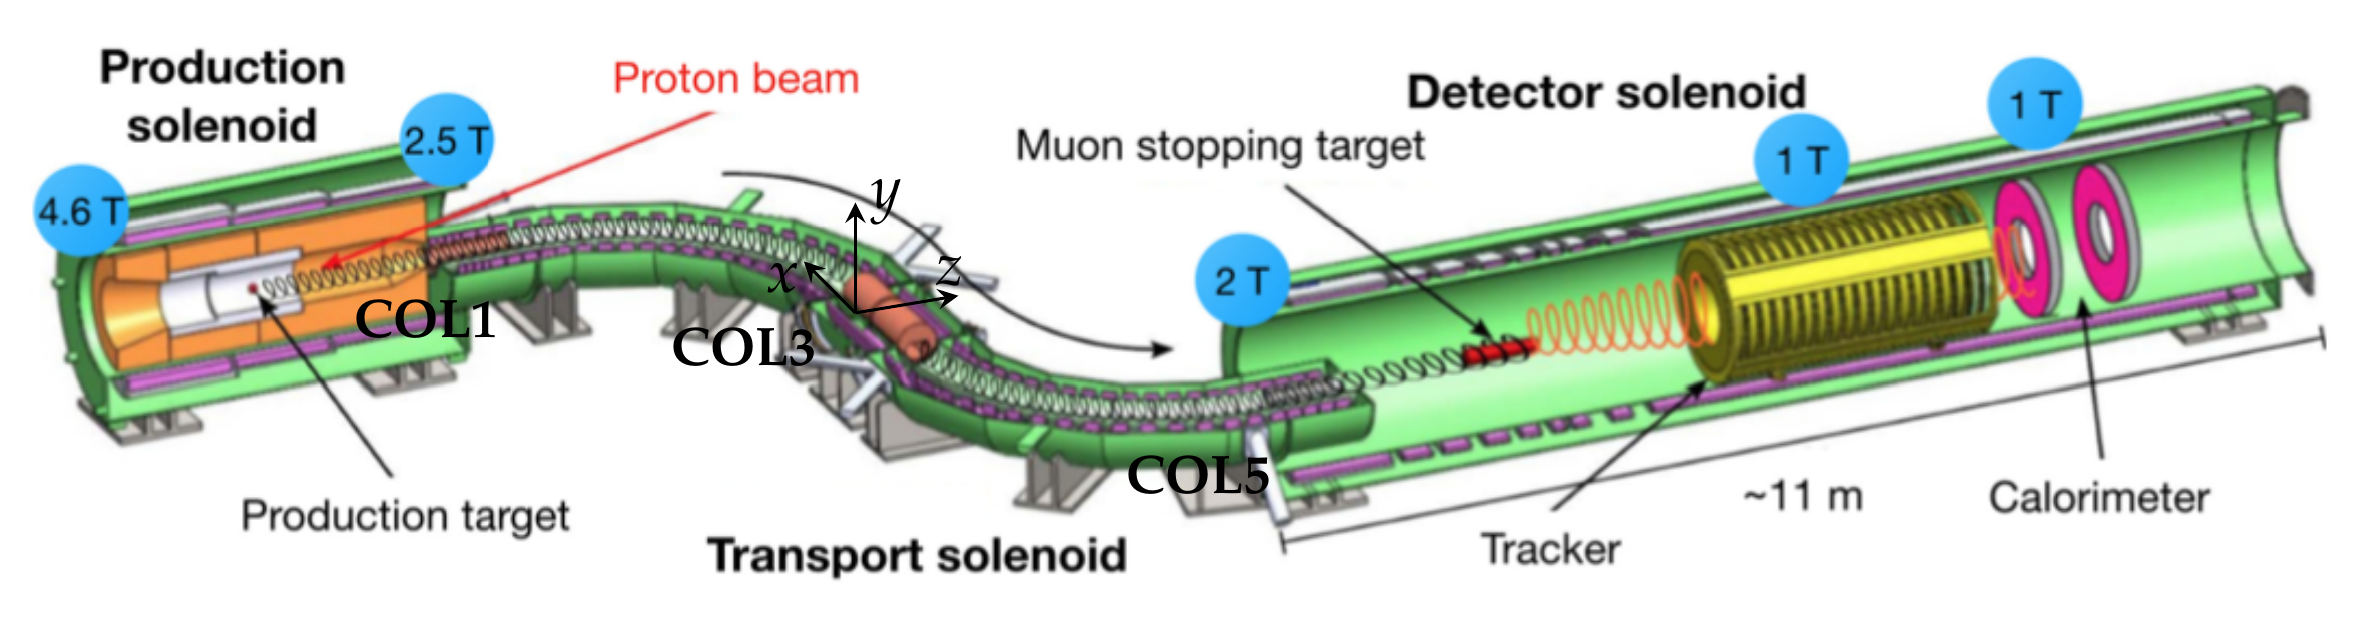 Production
solenoid
Proton beam
Detector solenoid
4.6 T
2.5 T
Muon stopping target
1 T
1 T
2 T
y
x
z
COL1
COL3
COL5
Production target
Transport solenoid
Tracker
~11 m
Calorimeter